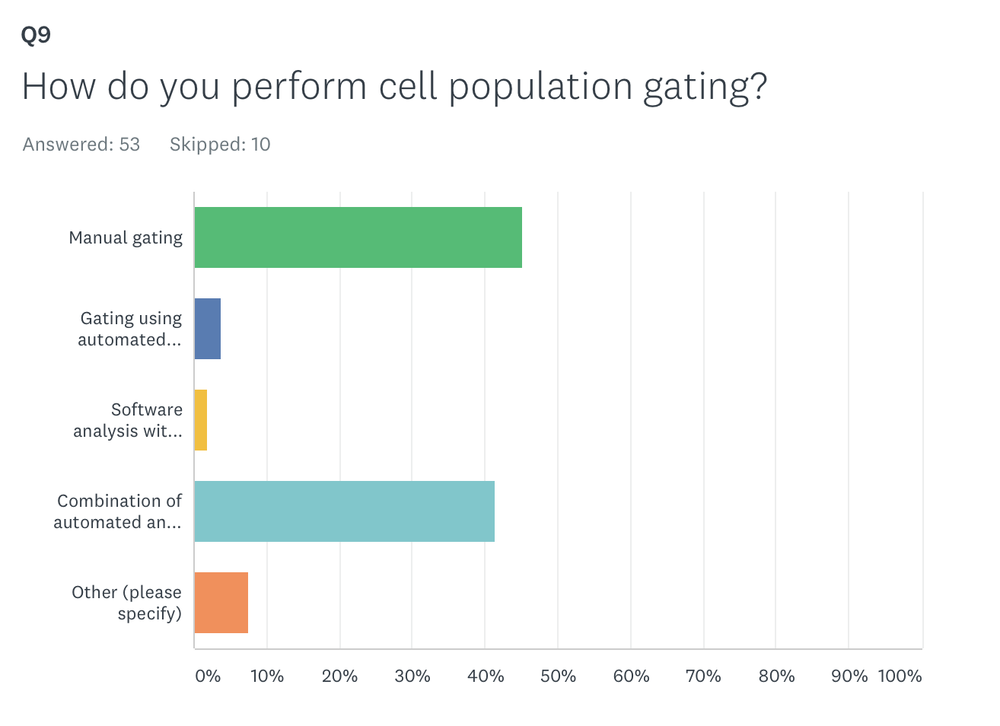 Q9
How do you perform cell population gating?
Answered: 53 Skipped: 10
Manual gating
Gating using
automated...
Software
analysis wit...
Combination of
automated an...
Other (please
specify)
0% 10% 20% 30% 40% 50% 60% 70% 80% 90% 100%